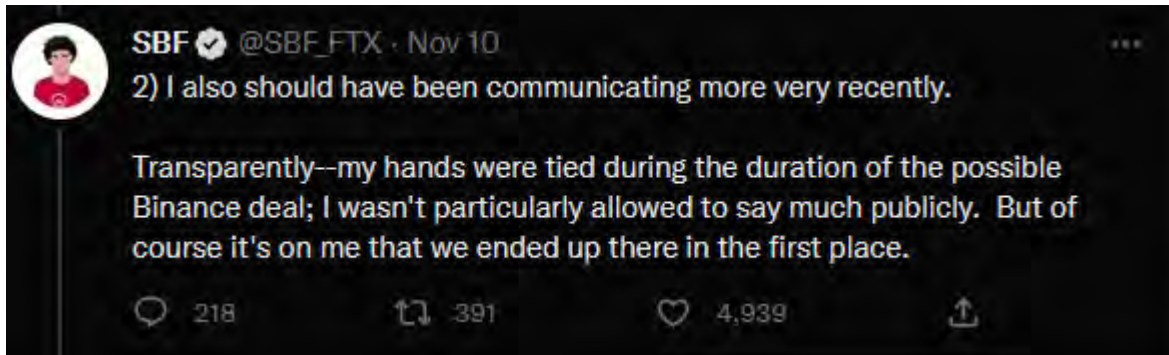 SBF @SBF_FTX · Nov 10
2) I also should have been communicating more very recently.
Transparently--my hands were tied during the duration of the possible
Binance deal; I wasn't particularly allowed to say much publicly.  But of
course it's on me that we ended up there in the first place.
218 391 4,939